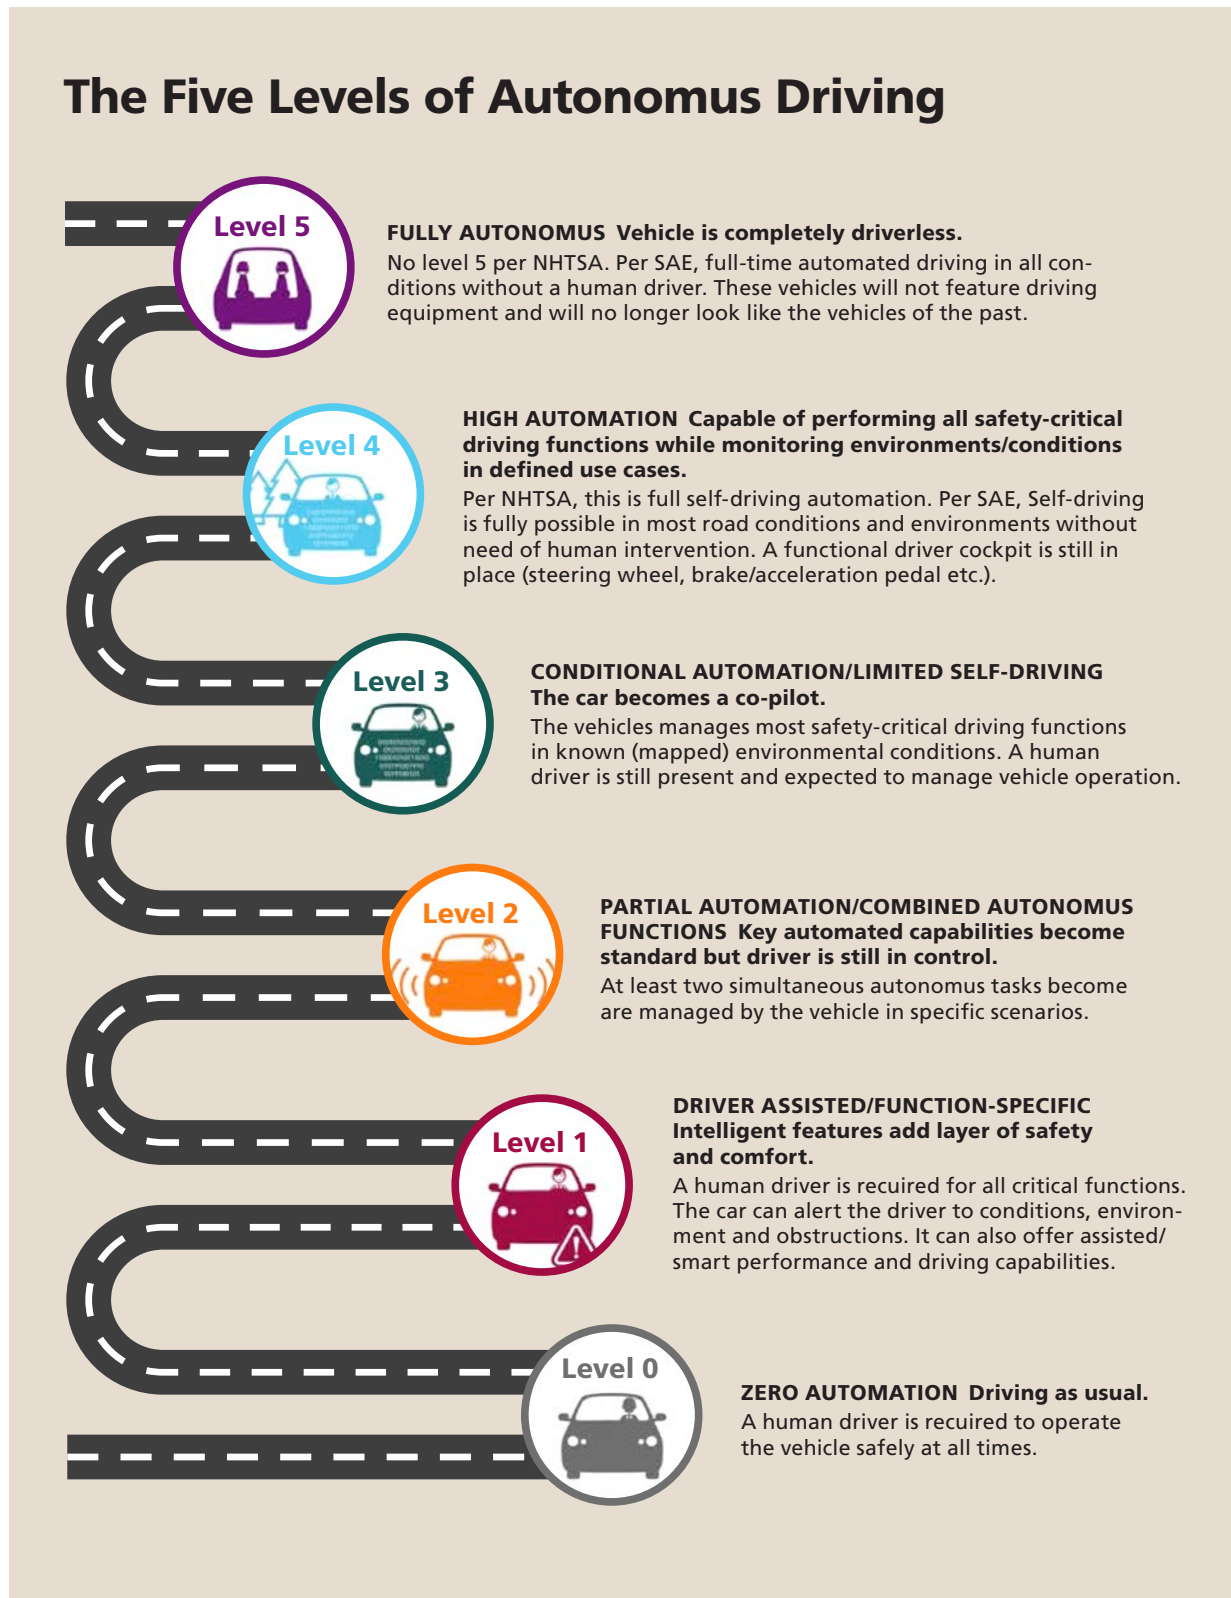 The Five Levels of Autonomus Driving
Level 5
FULLY AUTONOMUS Vehicle is completely driverless.
No level 5 per NHTSA. Per SAE, full-time automated driving in all con-
ditions without a human driver. These vehicles will not feature driving
equipment and will no longer look like the vehicles of the past.
Level 4
HIGH AUTOMATION Capable of performing all safety-critical
driving functions while monitoring environments/conditions
in defined use cases.
Per NHTSA, this is full self-driving automation. Per SAE, Self-driving
is fully possible in most road conditions and environments without
need of human intervention. A functional driver cockpit is still in
place (steering wheel, brake/acceleration pedal etc.).
Level 3
CONDITIONAL AUTOMATION/LIMITED SELF-DRIVING
The car becomes a co-pilot.
The vehicles manages most safety-critical driving functions
in known (mapped) environmental conditions. A human
driver is still present and expected to manage vehicle operation.
Level 2
PARTIAL AUTOMATION/COMBINED AUTONOMUS
FUNCTIONS Key automated capabilities become
standard but driver is still in control.
At least two simultaneous autonomus tasks become
are managed by the vehicle in specific scenarios.
Level 1
DRIVER ASSISTED/FUNCTION-SPECIFIC
Intelligent features add layer of safety
and comfort.
A human driver is recuired for all critical functions.
The car can alert the driver to conditions, environ-
ment and obstructions. It can also offer assisted/
smart performance and driving capabilities.
Level 0
ZERO AUTOMATION Driving as usual.
A human driver is recuired to operate
the vehicle safely at all times.